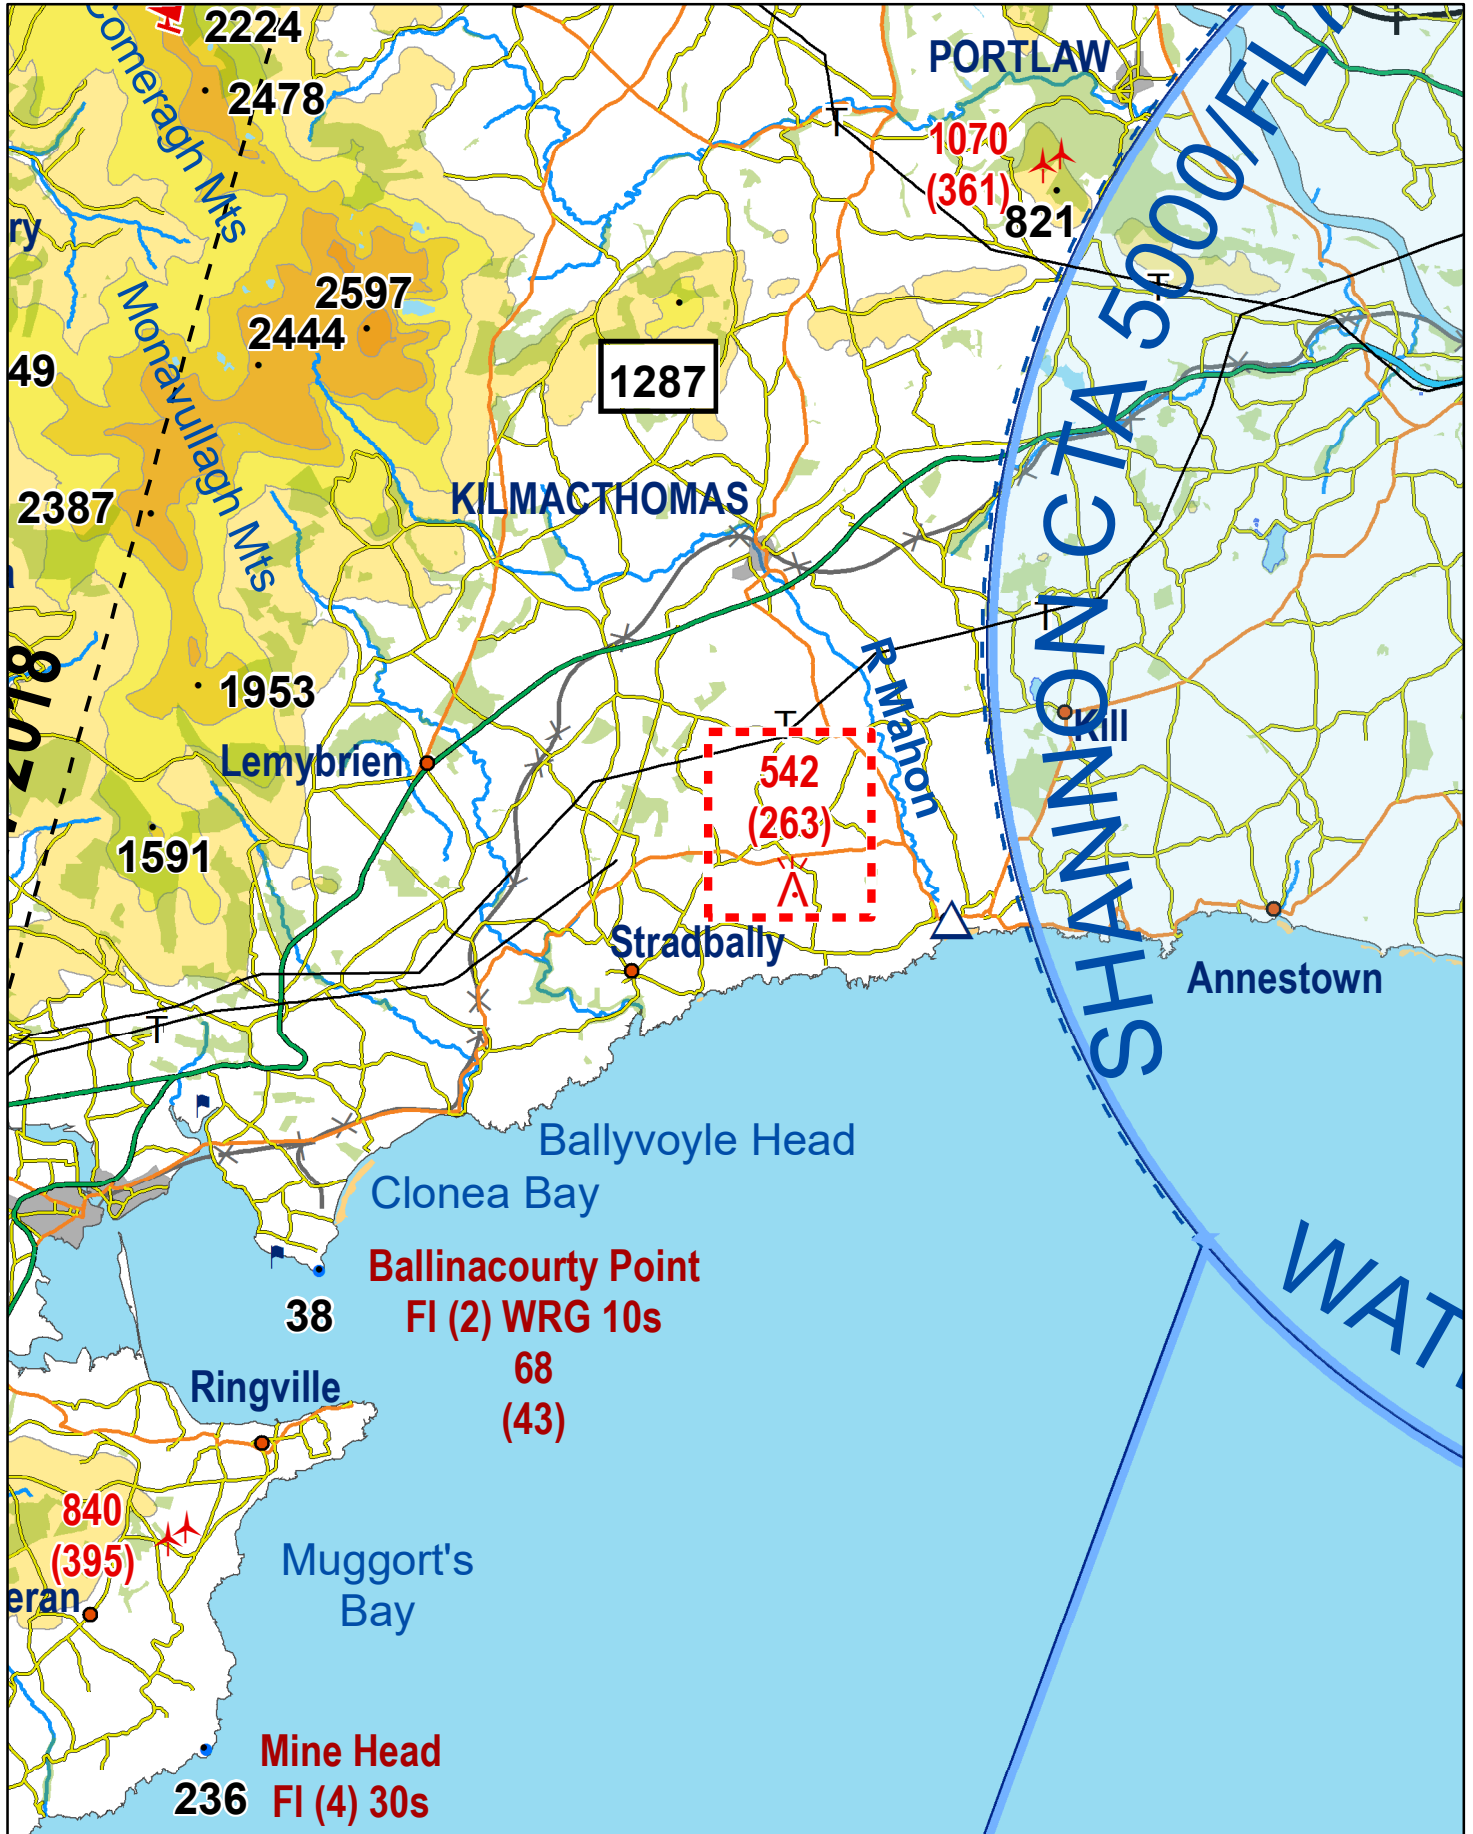 2224
2478
Comeragh Mts
PORTLAW
1070
(361)
821
ry
2597
2444
Monavullagh Mts
49
1287
2387
KILMACTHOMAS
SHANNON CTA 5000/FL
T
T
T
T
T
T
R Mahon
2018
1953
Kill
Lemybrien
542
(263)
1591
Stradbally
Annestown
Ballyvoyle Head
Clonea Bay
Ballinacourty Point
Fl (2) WRG 10s
68
(43)
38
WAT
Ringville
840
(395)
eran
Muggort's
Bay
Mine Head
Fl (4) 30s
236